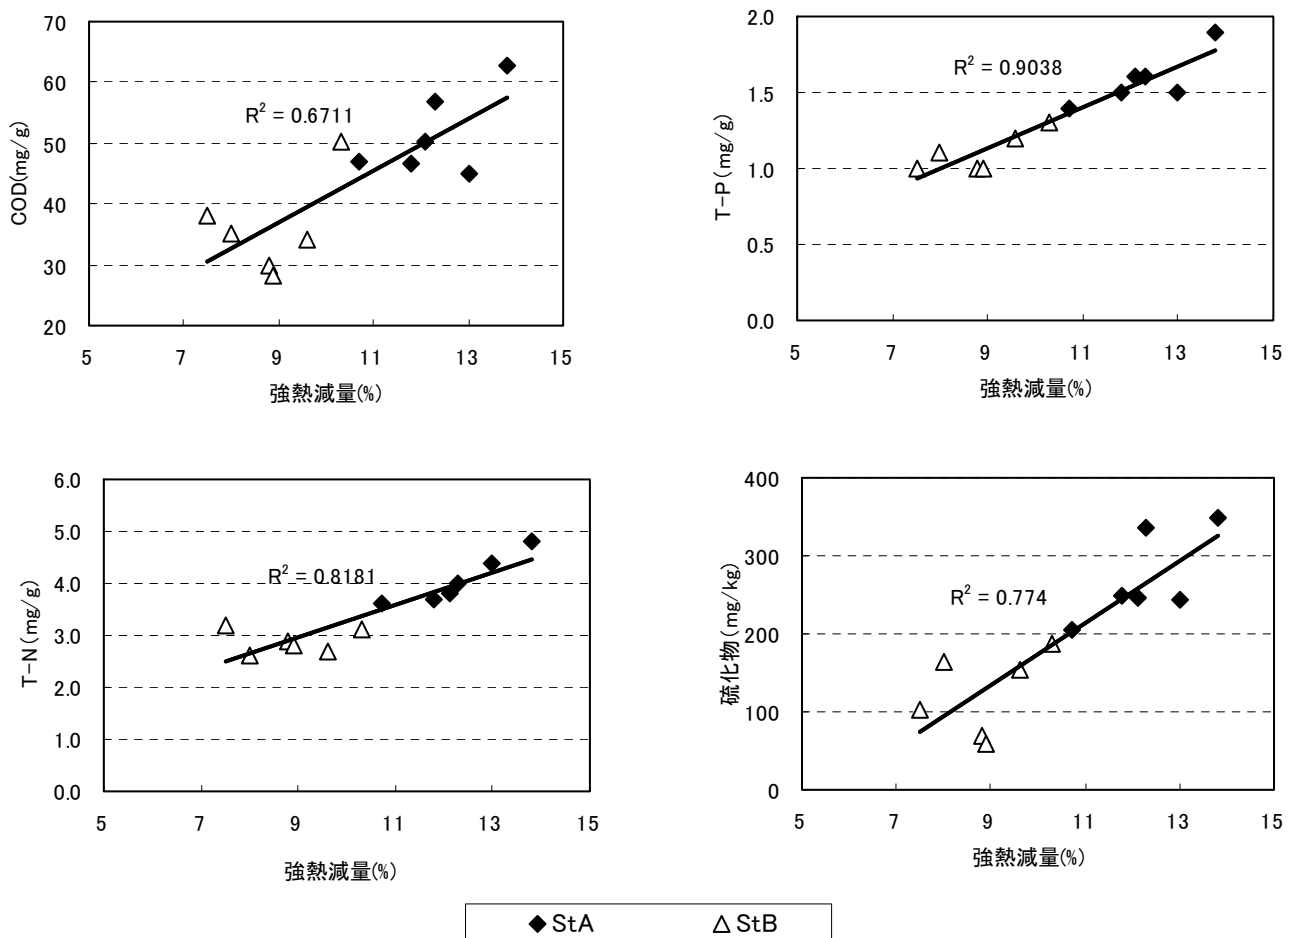 70
60
50
40
30
20
COD(mg/g)
R² = 0.6711
5 7 9 11 13 15
強熱減量(%)
2.0
1.5
1.0
0.5
0.0
T-P(mg/g)
R² = 0.9038
5 7 9 11 13 15
強熱減量(%)
6.0
5.0
4.0
3.0
2.0
1.0
0.0
T-N(mg/g)
R² = 0.8181
5 7 9 11 13 15
強熱減量(%)
400
300
200
100
0
硫化物(mg/kg)
R² = 0.774
5 7 9 11 13 15
強熱減量(%)
StA StB